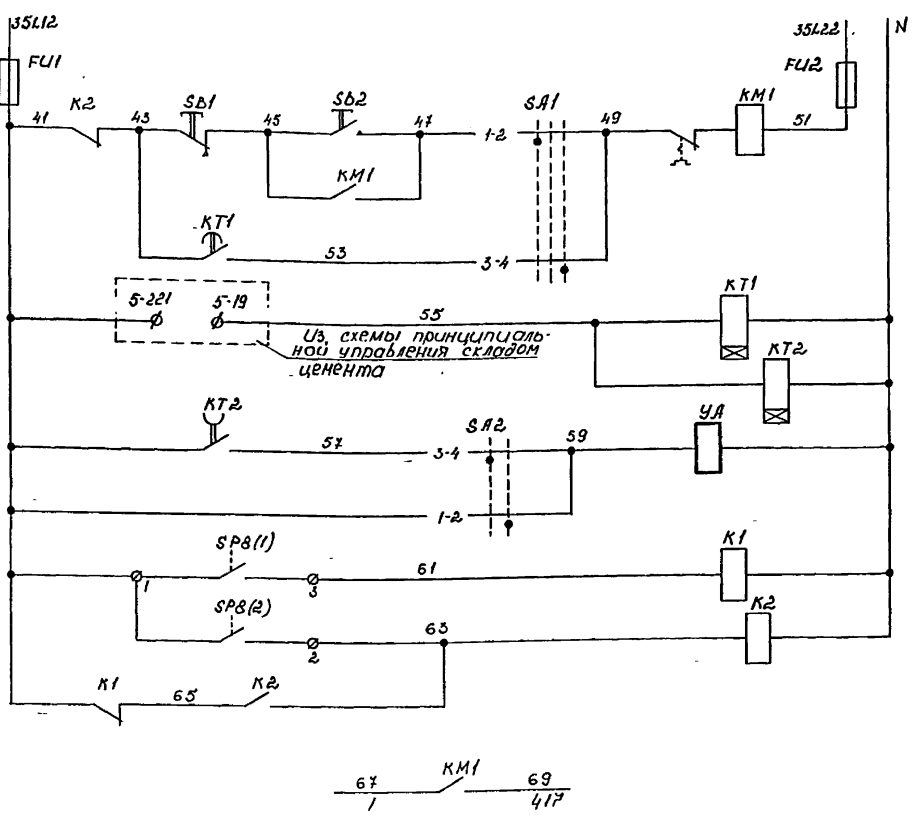 35L12
35L22
N
FU1
FU2
41
K2
43
SB1
45
SB2
47
1-2
SA1
49
KM1
51
KM1
KT1
53
3-4
5-221
5-19
55
KT1
Из схемы принципиаль-
ной управления складом
цемента
KT2
KT2
57
3-4
SA2
59
YA
1-2
SP8(1)
1
3
61
K1
SP8(2)
2
63
K2
K1
65
K2
67
KM1
69
1
417